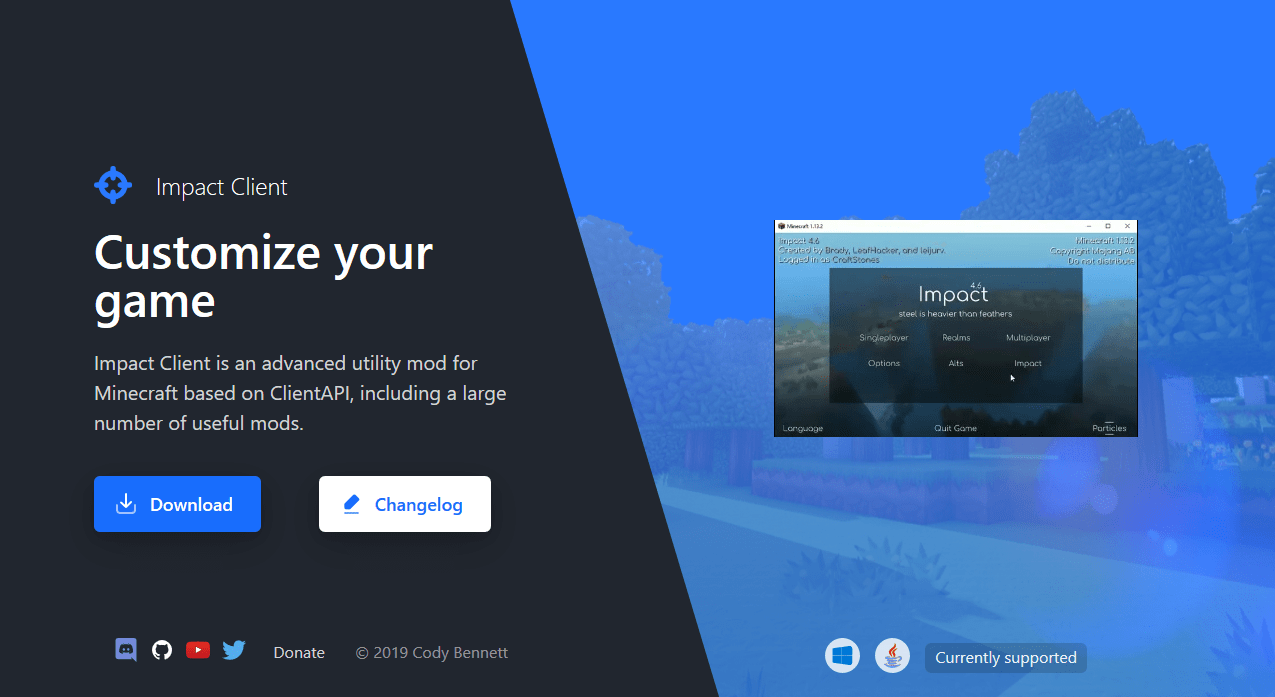 Impact Client
Customize your
game
Impact Client is an advanced utility mod for
Minecraft based on ClientAPI, including a large
number of useful mods.
Download
Changelog
Donate
© 2019 Cody Bennett
Minecraft 1.13.2
Impact 4.6
Created by Brady, LeafHacker, and leijurv.
Logged in as CraftStones
Minecraft 1.13.2
Copyright Mojang AB
Do not distribute
Impact 4.6
steel is heavier than feathers
Singleplayer Realms Multiplayer
Options Alts Impact
Language Quit Game Particles
Currently supported